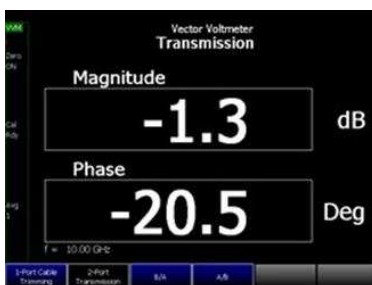 VVM
Vector Voltmeter
Transmission
Zero
ON
Magnitude
-1.3
dB
Cal
Rdy
Phase
-20.5
Deg
Avg
1
f = 10.00 GHz
1-Port Cable
Trimming
2-Port
Transmission
B/A
A/B